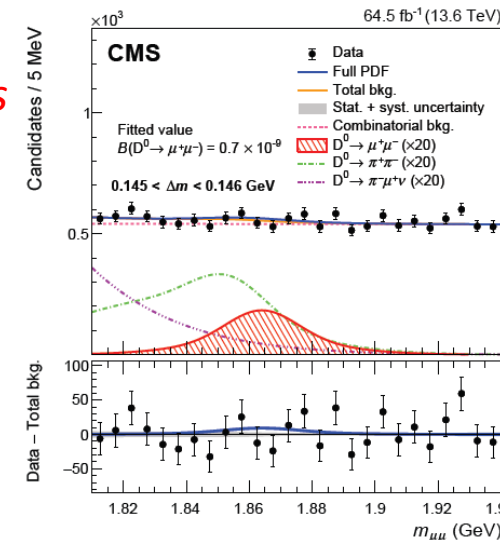 ×10³
64.5 fb⁻¹ (13.6 TeV)
CMS
Candidates / 5 MeV
s
Data
Full PDF
Total bkg.
Stat. + syst. uncertainty
Combinatorial bkg.
D⁰→ μ⁺μ⁻ (×20)
D⁰→ π⁺π⁻ (×20)
D⁰→ π⁻μ⁺ν (×20)
Fitted value
B(D⁰→ μ⁺μ⁻) = 0.7 × 10⁻⁹
0.145 < Δm < 0.146 GeV
1
0.5
Data − Total bkg.
100
50
0
−50
1.82 1.84 1.86 1.88 1.9 1.92 1.9
m_μμ (GeV)